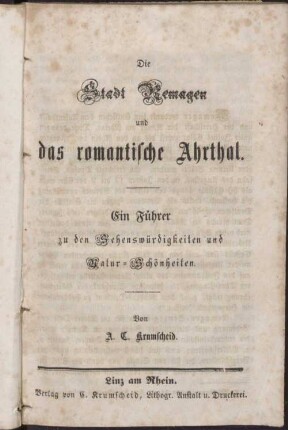 Die
Stadt Remagen
und
das romantische Ahrthal.
Ein Führer
zu den Sehenswürdigkeiten und
Natur-Schönheiten.
Von
A. C. Krumscheid.
Linz am Rhein.
Verlag von C. Krumscheid, Lithogr. Anstalt u. Druckerei.